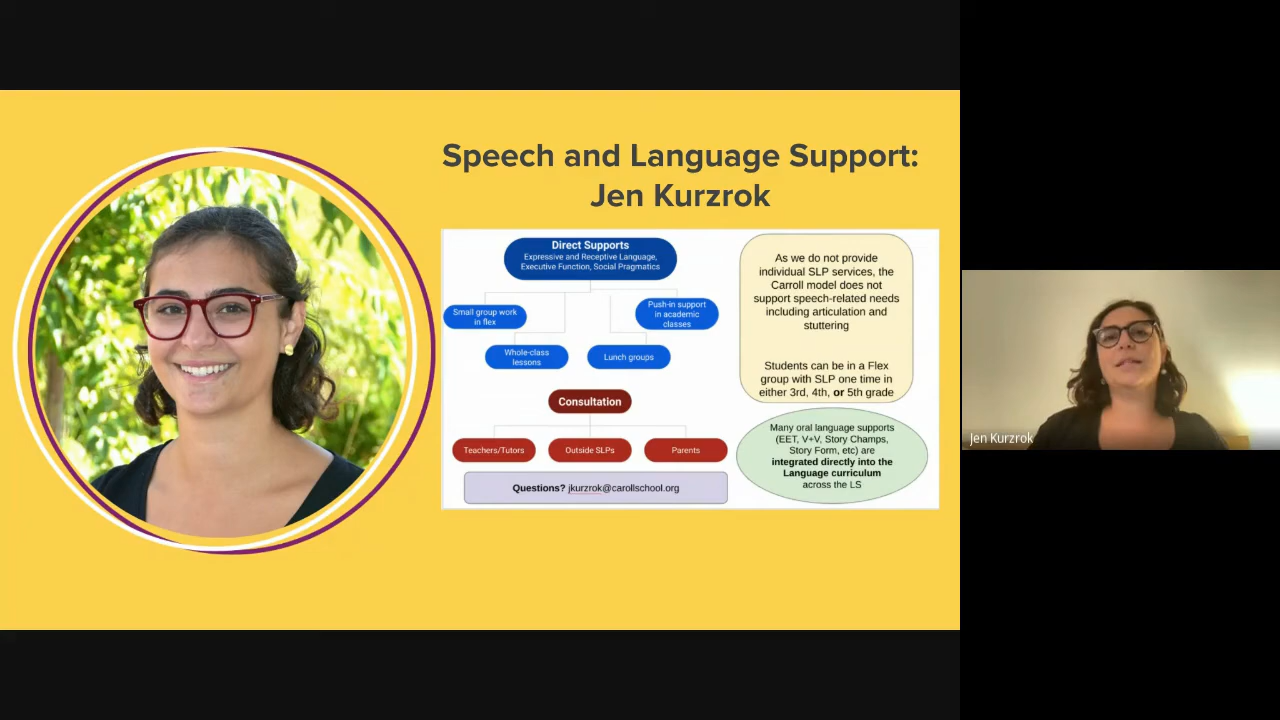 Speech and Language Support:
Jen Kurzrok
Direct Supports
Expressive and Receptive Language,
Executive Function, Social Pragmatics
Small group work
in flex
Push-in support
in academic
classes
Whole-class
lessons
Lunch groups
Consultation
Teachers/Tutors
Outside SLPs
Parents
Questions? jkurzrok@carollschool.org
As we do not provide
individual SLP services, the
Carroll model does not
support speech-related needs
including articulation and
stuttering
Students can be in a Flex
group with SLP one time in
either 3rd, 4th, or 5th grade
Many oral language supports
(EET, V+V, Story Champs,
Story Form, etc) are
integrated directly into the
Language curriculum
across the LS
Jen Kurzrok